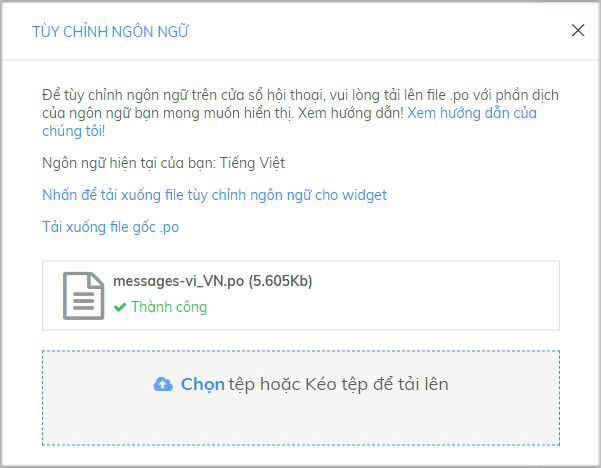 TÙY CHỈNH NGÔN NGỮ
Để tùy chỉnh ngôn ngữ trên cửa sổ hội thoại, vui lòng tải lên file .po với phần dịch
của ngôn ngữ bạn mong muốn hiển thị. Xem hướng dẫn! Xem hướng dẫn của
chúng tôi!
Ngôn ngữ hiện tại của bạn: Tiếng Việt
Nhấn để tải xuống file tùy chỉnh ngôn ngữ cho widget
Tải xuống file gốc .po
messages-vi_VN.po (5.605Kb)
Thành công
Chọn tệp hoặc Kéo tệp để tải lên